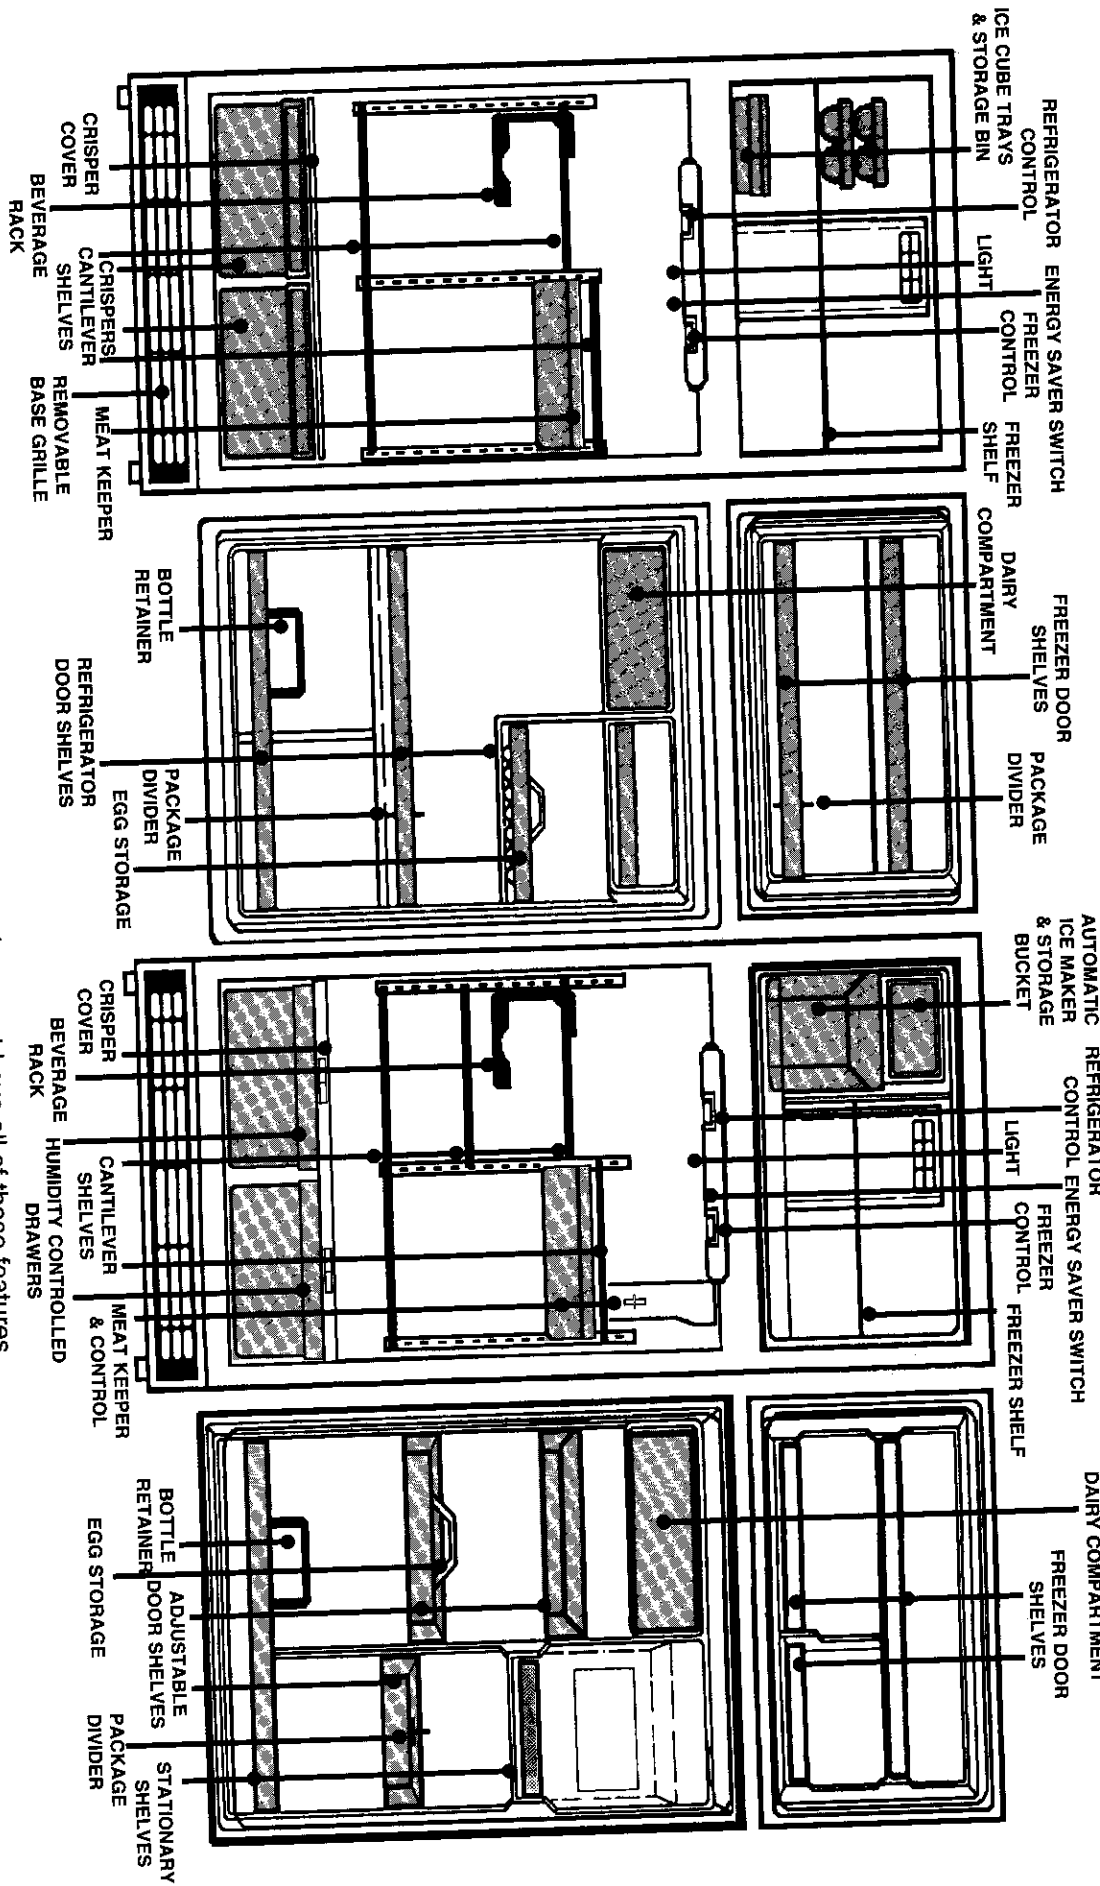 ICE CUBE TRAYS
& STORAGE BIN
REFRIGERATOR
CONTROL
LIGHT
ENERGY SAVER SWITCH
FREEZER
CONTROL
FREEZER
SHELF
CRISPER
COVER
BEVERAGE
RACK
CRISPERS
CANTILEVER
SHELVES
REMOVABLE
BASE GRILLE
MEAT KEEPER
DAIRY
COMPARTMENT
FREEZER DOOR
SHELVES
PACKAGE
DIVIDER
BOTTLE
RETAINER
REFRIGERATOR
DOOR SHELVES
PACKAGE
DIVIDER
EGG STORAGE
AUTOMATIC
ICE MAKER
& STORAGE
BUCKET
REFRIGERATOR
CONTROL
LIGHT
ENERGY SAVER SWITCH
FREEZER
CONTROL
FREEZER SHELF
CRISPER
COVER
BEVERAGE
RACK
HUMIDITY CONTROLLED
DRAWERS
CANTILEVER
SHELVES
MEAT KEEPER
& CONTROL
DAIRY COMPARTMENT
FREEZER DOOR
SHELVES
BOTTLE
RETAINER
EGG STORAGE
ADJUSTABLE
DOOR SHELVES
PACKAGE
DIVIDER
STATIONARY
SHELVES
all of these features